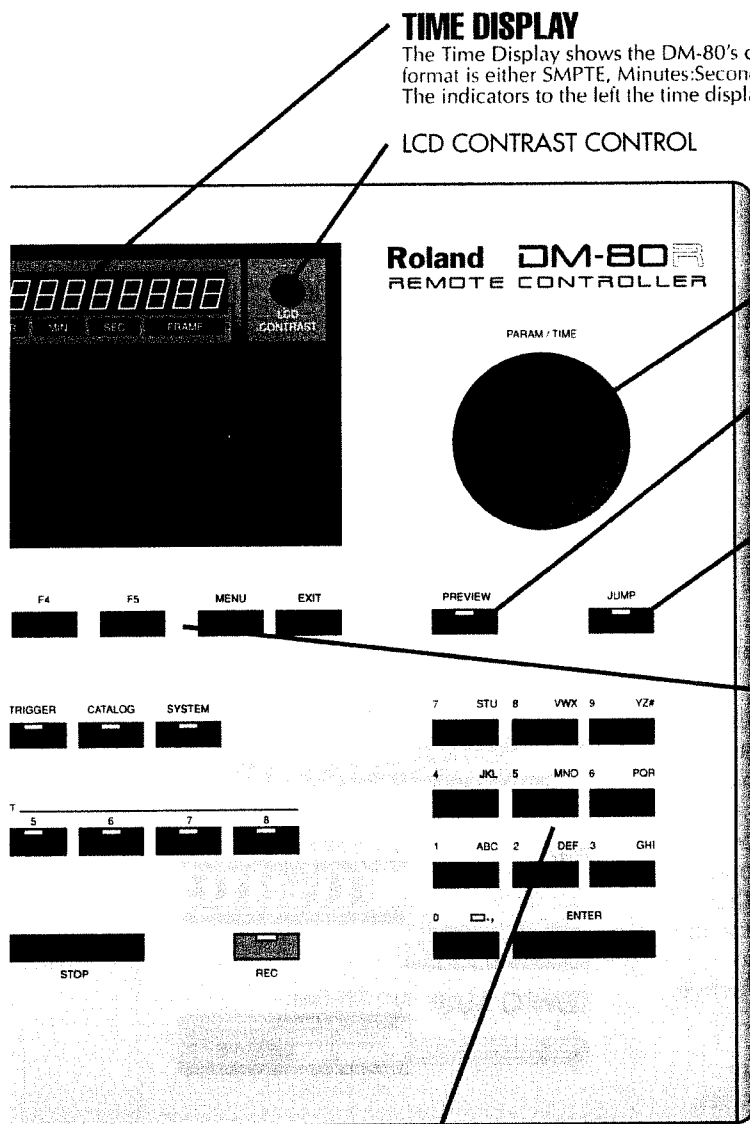 TIME DISPLAY
The Time Display shows the DM-80's
format is either SMPTE, Minutes:Secon
The indicators to the left the time displa
LCD CONTRAST CONTROL
Roland DM-80R
REMOTE CONTROLLER
MIN SEC FRAME
LCD
CONTRAST
PARAM / TIME
F4 F5 MENU EXIT PREVIEW JUMP
TRIGGER CATALOG SYSTEM
7 STU 8 VWX 9 YZ#
4 JKL 5 MNO 6 PQR
5 6 7 8
1 ABC 2 DEF 3 GHI
0 ENTER
STOP REC